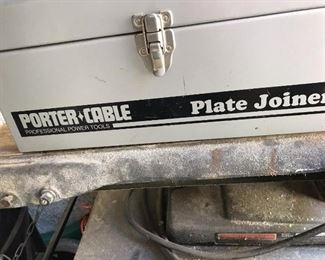 PORTER+CABLE
PROFESSIONAL POWER TOOLS
Plate Joiner